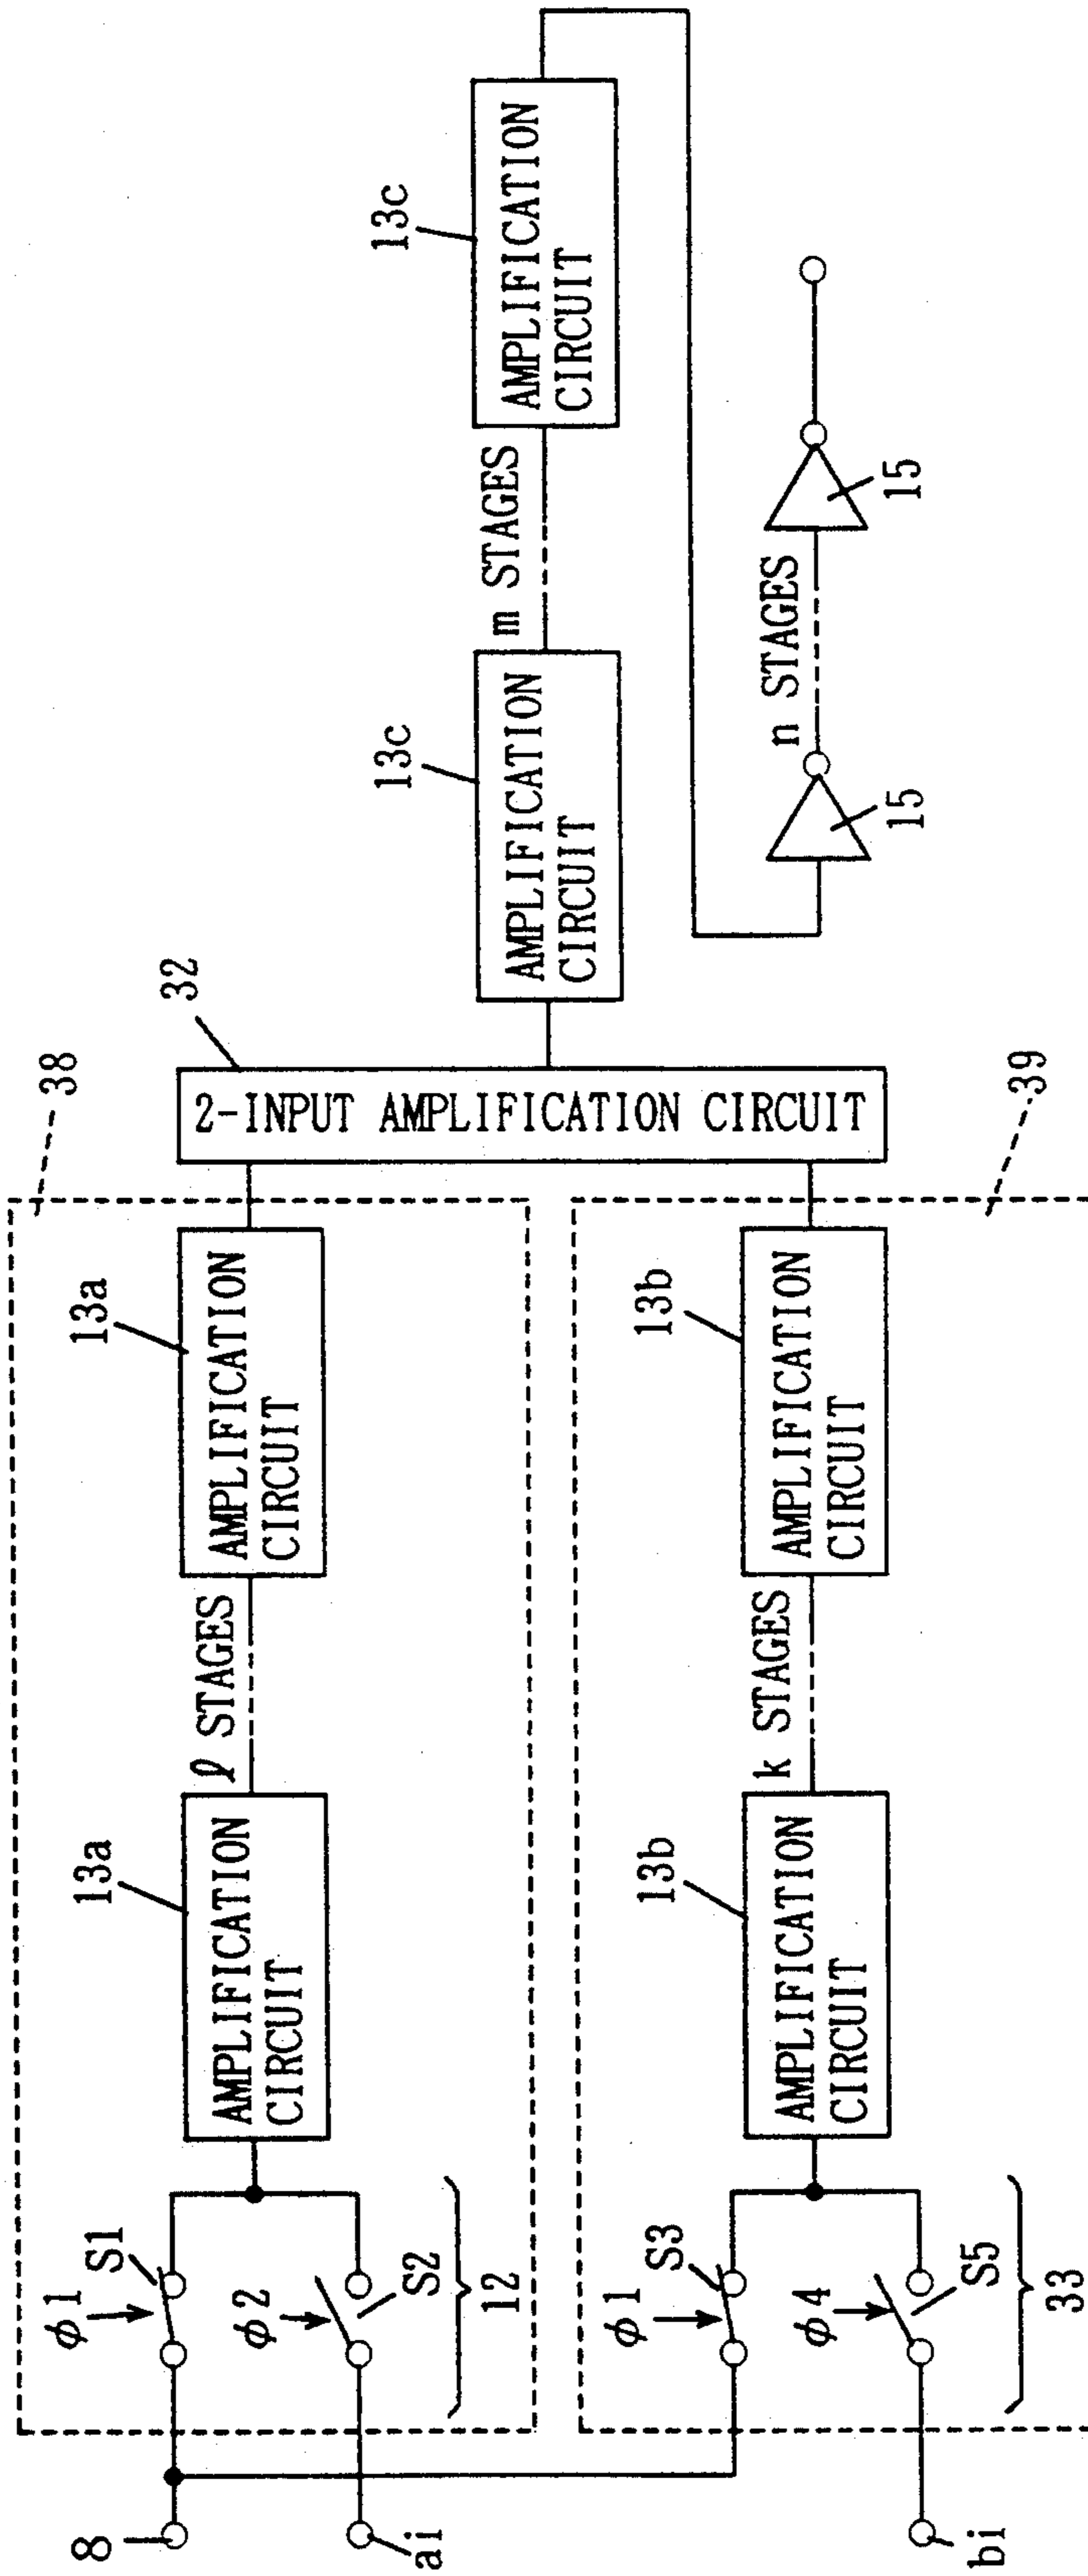 8
ai
bi
φ1
S1
φ2
S2
12
φ1
S3
φ4
S5
33
13a
AMPLIFICATION
CIRCUIT
ℓ STAGES
13a
AMPLIFICATION
CIRCUIT
38
13b
AMPLIFICATION
CIRCUIT
k STAGES
13b
AMPLIFICATION
CIRCUIT
39
32
2-INPUT AMPLIFICATION CIRCUIT
13c
AMPLIFICATION
CIRCUIT
m STAGES
13c
AMPLIFICATION
CIRCUIT
15
n STAGES
15